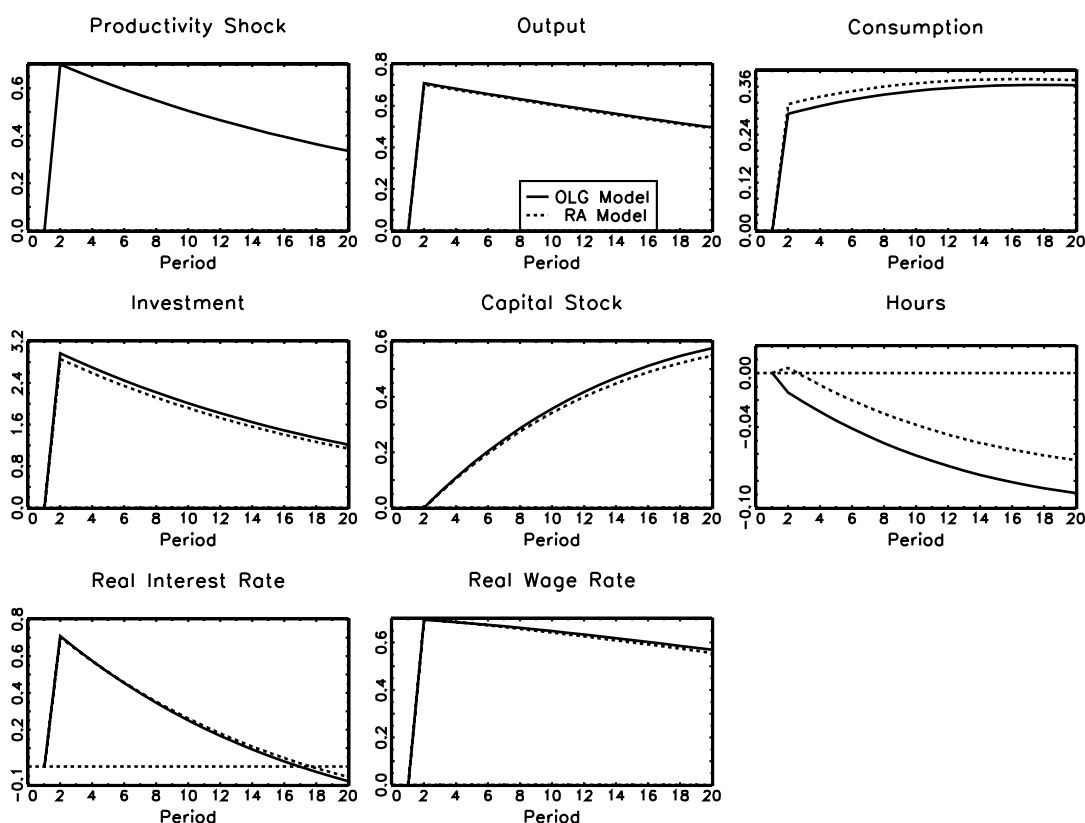 Productivity Shock
0.0 0.2 0.4 0.6
0 2 4 6 8 10 12 14 16 18 20
Period
Output
0.0 0.2 0.4 0.6 0.8
OLG Model
RA Model
0 2 4 6 8 10 12 14 16 18 20
Period
Consumption
0.00 0.12 0.24 0.36
0 2 4 6 8 10 12 14 16 18 20
Period
Investment
0.0 0.8 1.6 2.4 3.2
0 2 4 6 8 10 12 14 16 18 20
Period
Capital Stock
0.0 0.2 0.4 0.6
0 2 4 6 8 10 12 14 16 18 20
Period
Hours
-0.10 -0.04 0.00
0 2 4 6 8 10 12 14 16 18 20
Period
Real Interest Rate
-0.1 0.2 0.4 0.6 0.8
0 2 4 6 8 10 12 14 16 18 20
Period
Real Wage Rate
0.0 0.2 0.4 0.6
0 2 4 6 8 10 12 14 16 18 20
Period